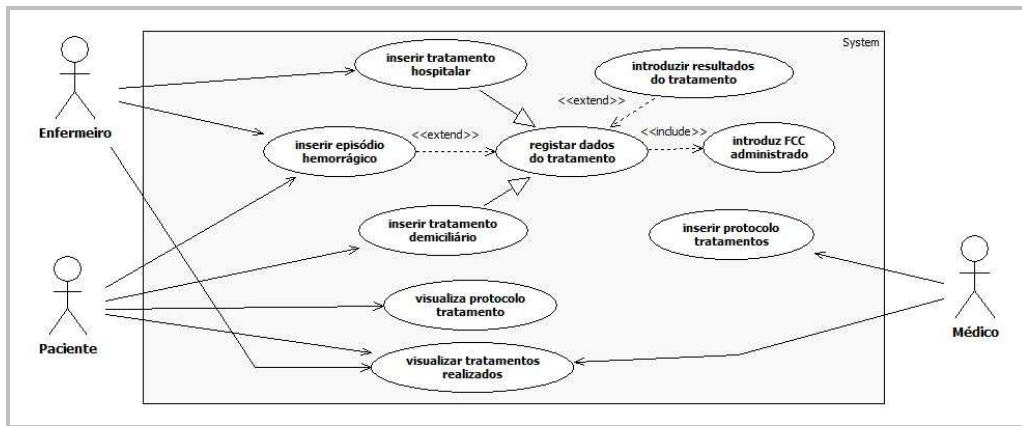 System
inserir tratamento
hospitalar
introduzir resultados
do tratamento
<<extend>>
Enfermeiro
<<extend>>
<<include>>
inserir episódio
hemorrágico
registar dados
do tratamento
introduz FCC
administrado
inserir tratamento
demiciliário
inserir protocolo
tratamentos
visualiza protocolo
tratamento
Paciente
Médico
visualizar tratamentos
realizados